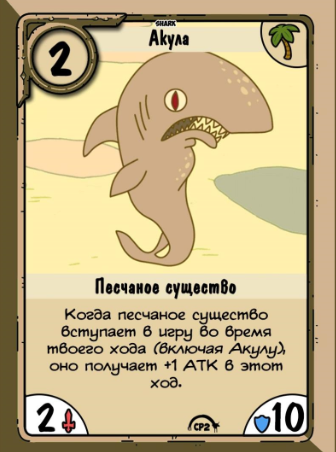 SHARK
2
Акула
Песчаное существо
Когда песчаное существо
вступает в игру во время
твоего хода (включая Акулу),
оно получает +1 АТК в этот
ход.
2
CP2
10